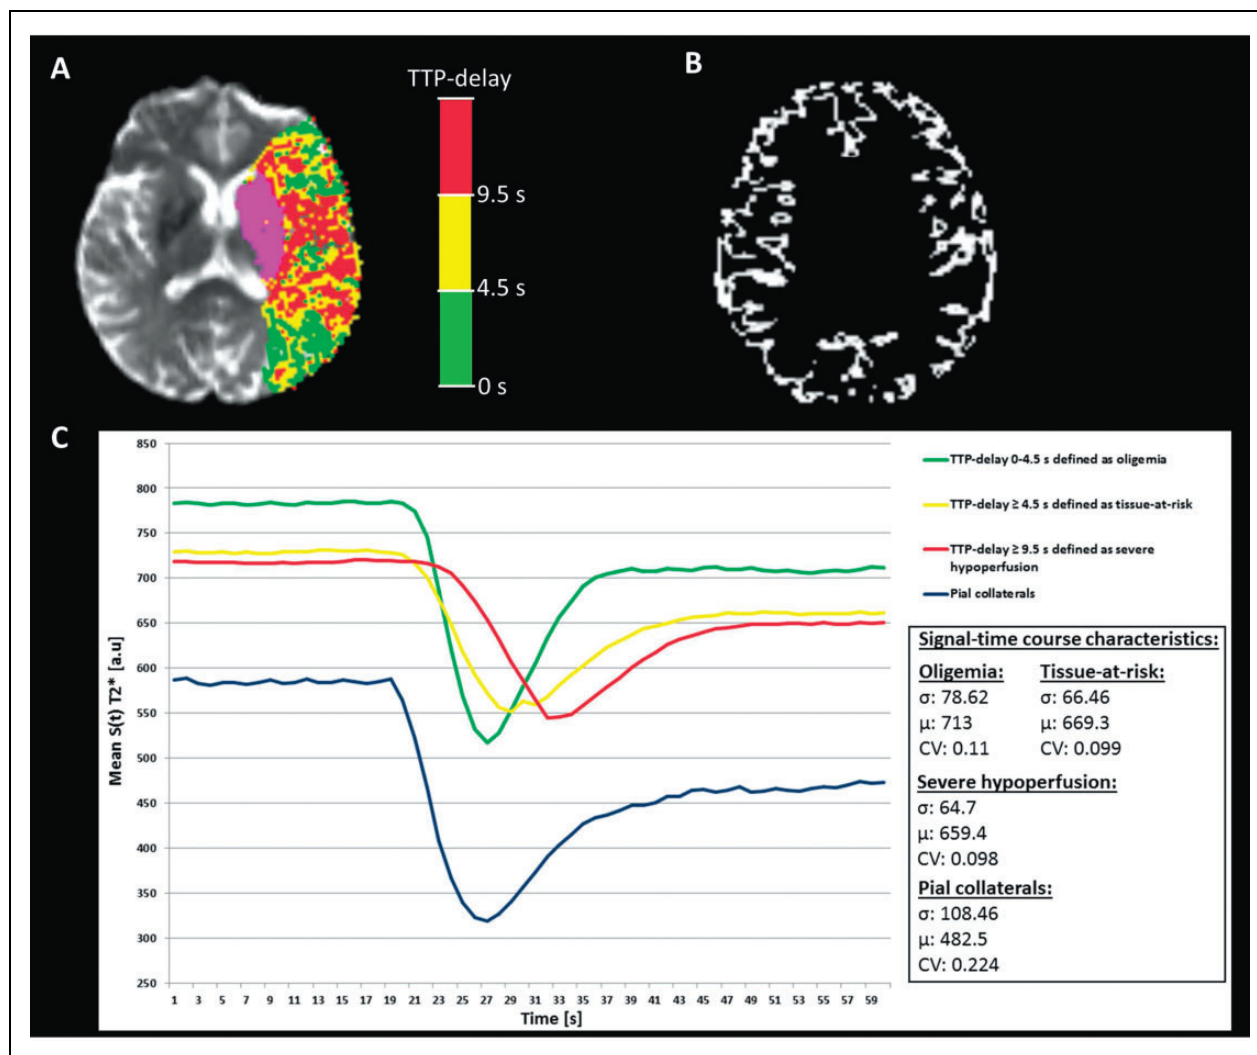 A
TTP-delay
9.5 s
4.5 s
0 s
B
C
850
800
750
700
650
600
550
500
450
400
350
300
250
Mean S(t) T2* [a.u]
1 3 5 7 9 11 13 15 17 19 21 23 25 27 29 31 33 35 37 39 41 43 45 47 49 51 53 55 57 59
Time [s]
TTP-delay 0-4.5 s defined as oligemia
TTP-delay ≥ 4.5 s defined as tissue-at-risk
TTP-delay ≥ 9.5 s defined as severe
hypoperfusion
Pial collaterals
Signal-time course characteristics:
Oligemia: Tissue-at-risk:
σ: 78.62 σ: 66.46
μ: 713 μ: 669.3
CV: 0.11 CV: 0.099
Severe hypoperfusion:
σ: 64.7
μ: 659.4
CV: 0.098
Pial collaterals:
σ: 108.46
μ: 482.5
CV: 0.224